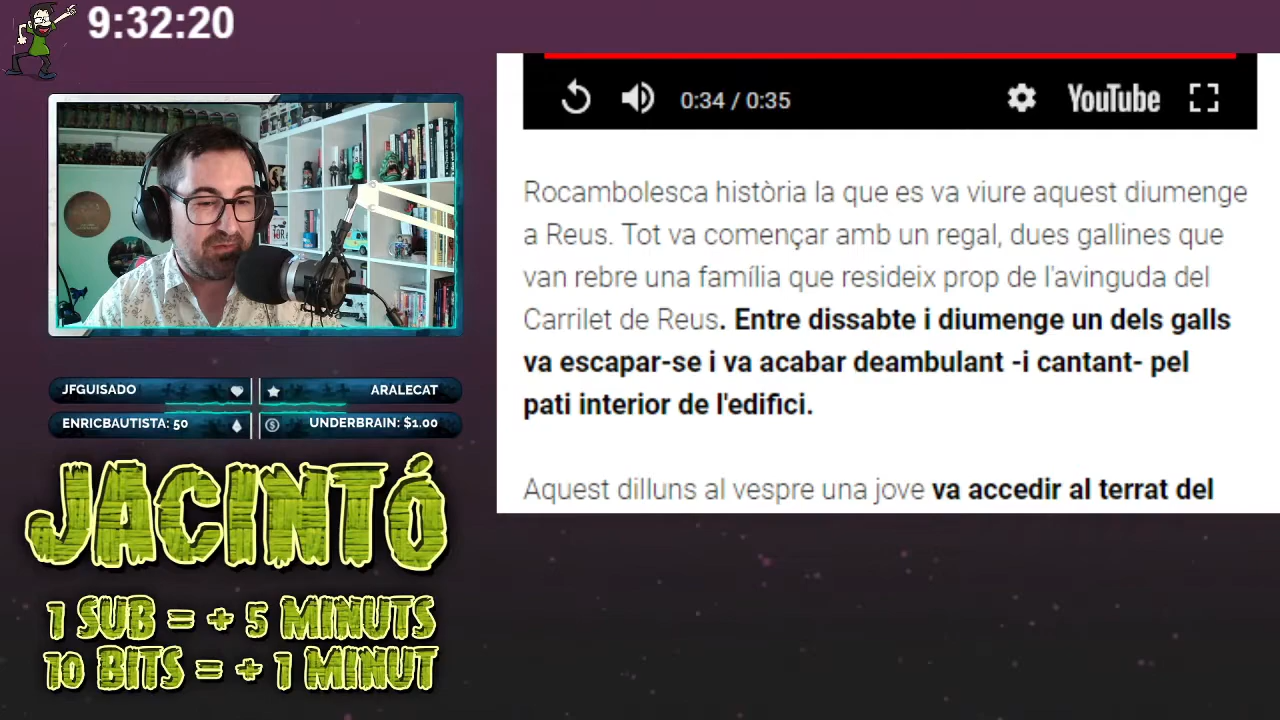 9:32:20
0:34 / 0:35
YouTube
Rocambolesca història la que es va viure aquest diumenge
a Reus. Tot va començar amb un regal, dues gallines que
van rebre una família que resideix prop de l'avinguda del
Carrilet de Reus. Entre dissabte i diumenge un dels galls
va escapar-se i va acabar deambulant -i cantant- pel
pati interior de l'edifici.
Aquest dilluns al vespre una jove va accedir al terrat del
JFGUISADO
ARALECAT
ENRICBAUTISTA: 50
UNDERBRAIN: $1.00
JACINTÓ
1 SUB = + 5 MINUTS
10 BITS = + 1 MINUT